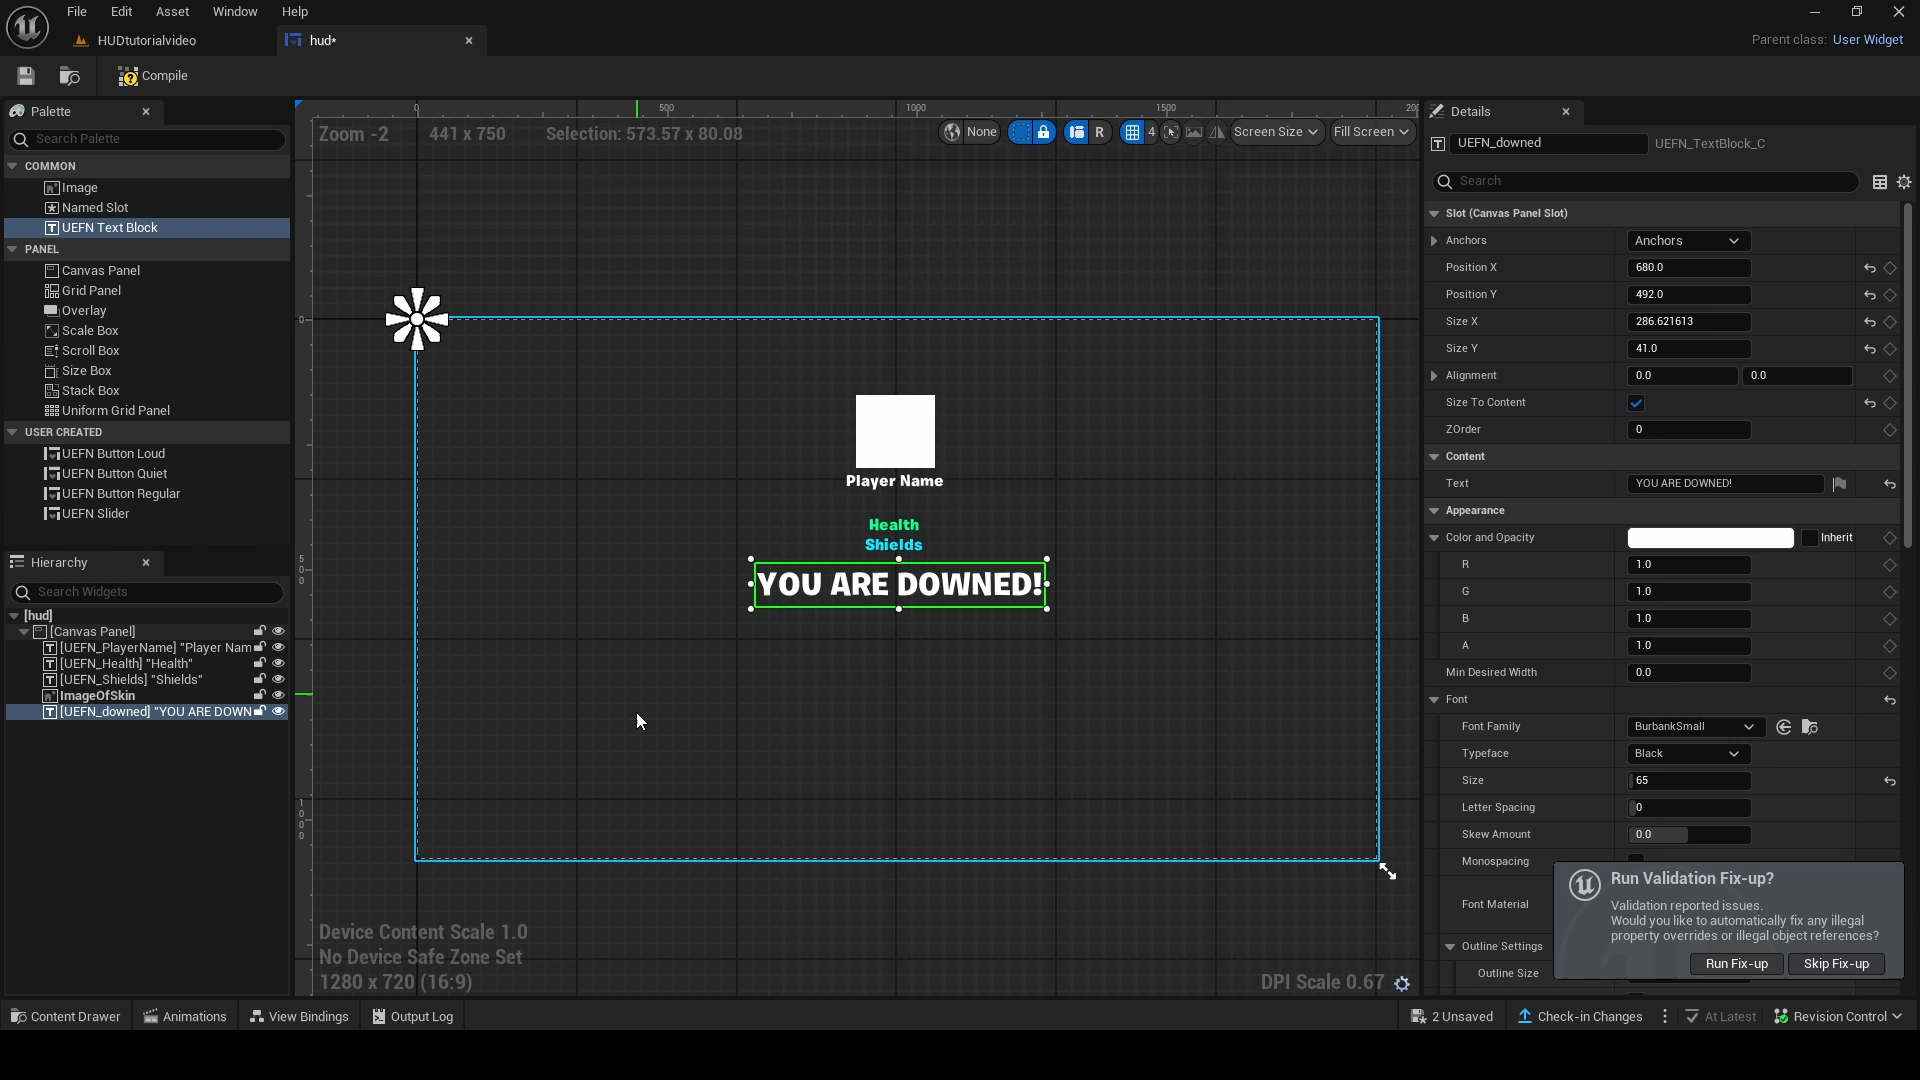 File Edit Asset Window Help
HUDtutorialvideo
hud*
Parent class: User Widget
Compile
Palette
Search Palette
COMMON
Image
Named Slot
UEFN Text Block
PANEL
Canvas Panel
Grid Panel
Overlay
Scale Box
Scroll Box
Size Box
Stack Box
Uniform Grid Panel
USER CREATED
UEFN Button Loud
UEFN Button Quiet
UEFN Button Regular
UEFN Slider
Hierarchy
Search Widgets
[hud]
[Canvas Panel]
[UEFN_PlayerName] "Player Nam
[UEFN_Health] "Health"
[UEFN_Shields] "Shields"
ImageOfSkin
[UEFN_downed] "YOU ARE DOWN
0 500 1000 1500 200
Zoom -2 441 x 750 Selection: 573.57 x 80.08
None R 4 Screen Size Fill Screen
0
500
1000
Player Name
Health
Shields
YOU ARE DOWNED!
Device Content Scale 1.0
No Device Safe Zone Set
1280 x 720 (16:9)
DPI Scale 0.67
Details
UEFN_downed UEFN_TextBlock_C
Search
Slot (Canvas Panel Slot)
Anchors Anchors
Position X 680.0
Position Y 492.0
Size X 286.621613
Size Y 41.0
Alignment 0.0 0.0
Size To Content
ZOrder 0
Content
Text YOU ARE DOWNED!
Appearance
Color and Opacity Inherit
R 1.0
G 1.0
B 1.0
A 1.0
Min Desired Width 0.0
Font
Font Family BurbankSmall
Typeface Black
Size 65
Letter Spacing 0
Skew Amount 0.0
Monospacing
Font Material
Outline Settings
Outline Size
Run Validation Fix-up?
Validation reported issues.
Would you like to automatically fix any illegal
property overrides or illegal object references?
Run Fix-up Skip Fix-up
Content Drawer Animations View Bindings Output Log
2 Unsaved Check-in Changes At Latest Revision Control